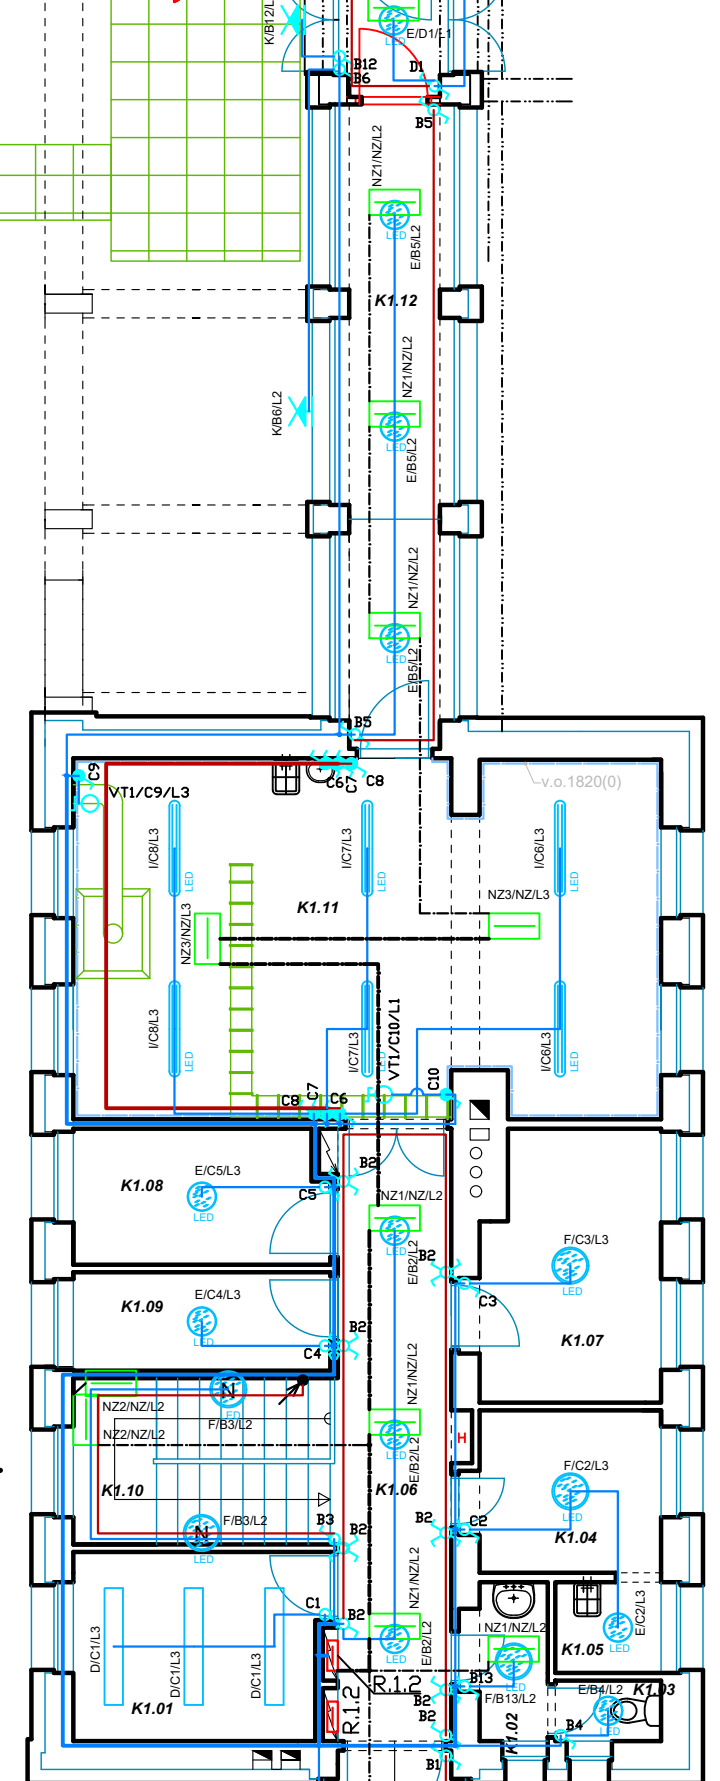 K/B12/L
LED
E/D1/L1
B12
B6
D1
B5
NZ1/NZ/L2
LED
E/B5/L2
K1.12
NZ1/NZ/L2
K/B6/L2
LED
E/B5/L2
NZ1/NZ/L2
LED
E/B5/L2
B5
C9
C6
C7
C8
v.o.1820(0)
VT1/C9/L3
I/C8/L3
LED
I/C7/L3
LED
I/C6/L3
LED
NZ3/NZ/L3
K1.11
NZ3/NZ/L3
I/C8/L3
LED
I/C7/L3
LED
VT1/C10/L1
I/C6/L3
LED
C10
C8
C7
C6
B2
E/C5/L3
K1.08
LED
C5
NZ1/NZ/L2
LED
E/B2/L2
B2
F/C3/L3
LED
C3
K1.07
E/C4/L3
K1.09
LED
B2
C4
NZ1/NZ/L2
N
LED
NZ2/NZ/L2
F/B3/L2
NZ2/NZ/L2
LED
E/B2/L2
H
F/C2/L3
LED
K1.10
K1.06
N
F/B3/L2
LED
B3
B2
B2
C2
K1.04
NZ1/NZ/L2
C1
B2
E/C2/L3
LED
D/C1/L3
D/C1/L3
D/C1/L3
LED
E/B2/L2
NZ1/NZ/L2
LED
K1.05
R.1.2
R.1.2
B13
B2
F/B13/L2
E/B4/L2
K1.03
LED
K1.01
B2
K1.02
B4
B1